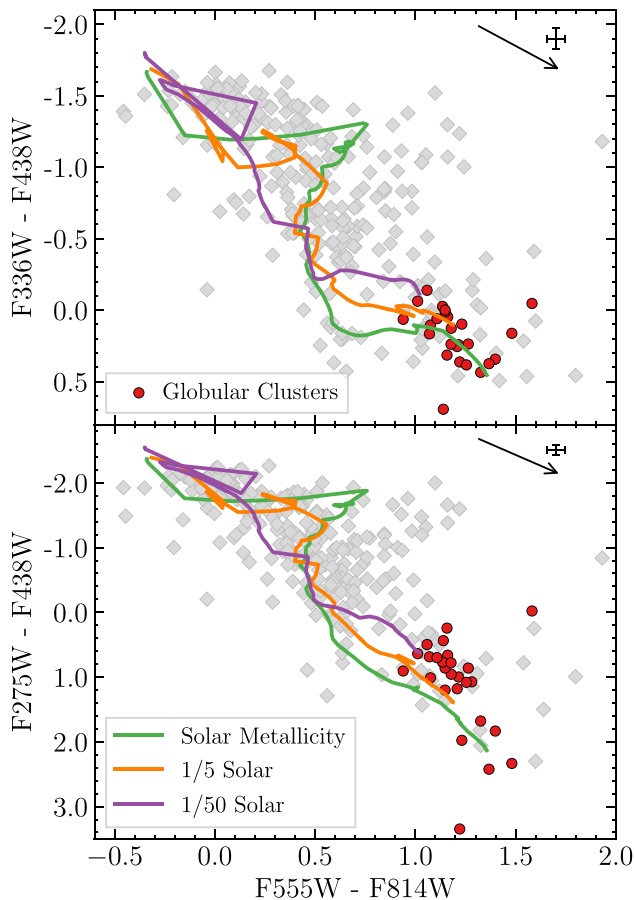 -2.0
-1.5
-1.0
-0.5
0.0
0.5
F336W - F438W
Globular Clusters
-2.0
-1.0
0.0
1.0
2.0
3.0
F275W - F438W
Solar Metallicity
1/5 Solar
1/50 Solar
−0.5 0.0 0.5 1.0 1.5 2.0
F555W - F814W